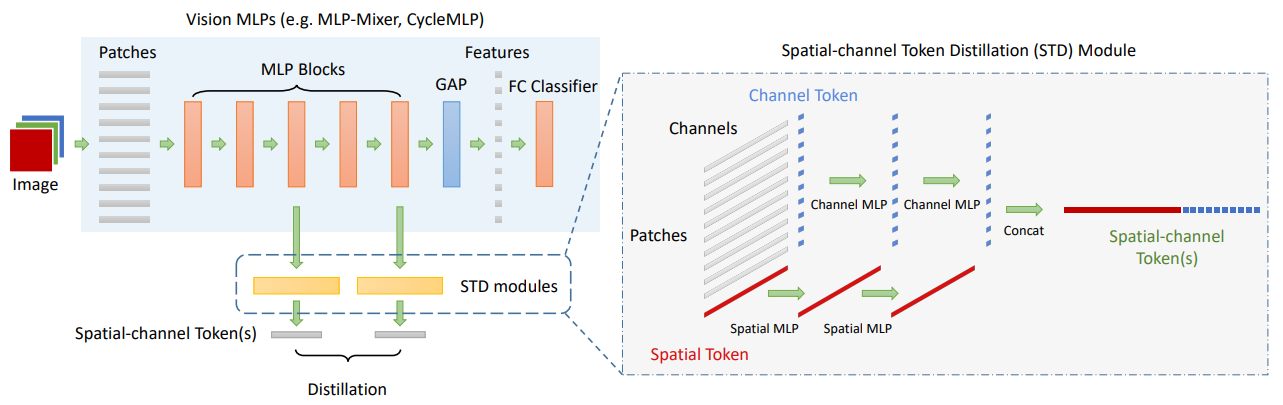 Vision MLPs (e.g. MLP-Mixer, CycleMLP)
Patches
MLP Blocks
GAP
Features
FC Classifier
Image
STD modules
Spatial-channel Token(s)
Distillation
Spatial-channel Token Distillation (STD) Module
Channel Token
Channels
Patches
Channel MLP
Channel MLP
Concat
Spatial-channel
Token(s)
Spatial MLP
Spatial MLP
Spatial Token